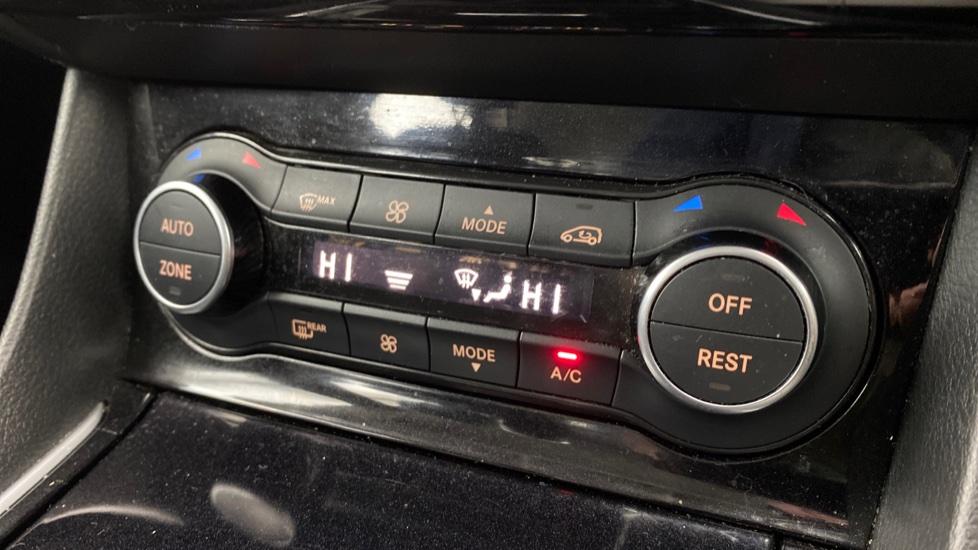 AUTO
ZONE
MAX
MODE
HI HI
REAR
MODE
A/C
OFF
REST